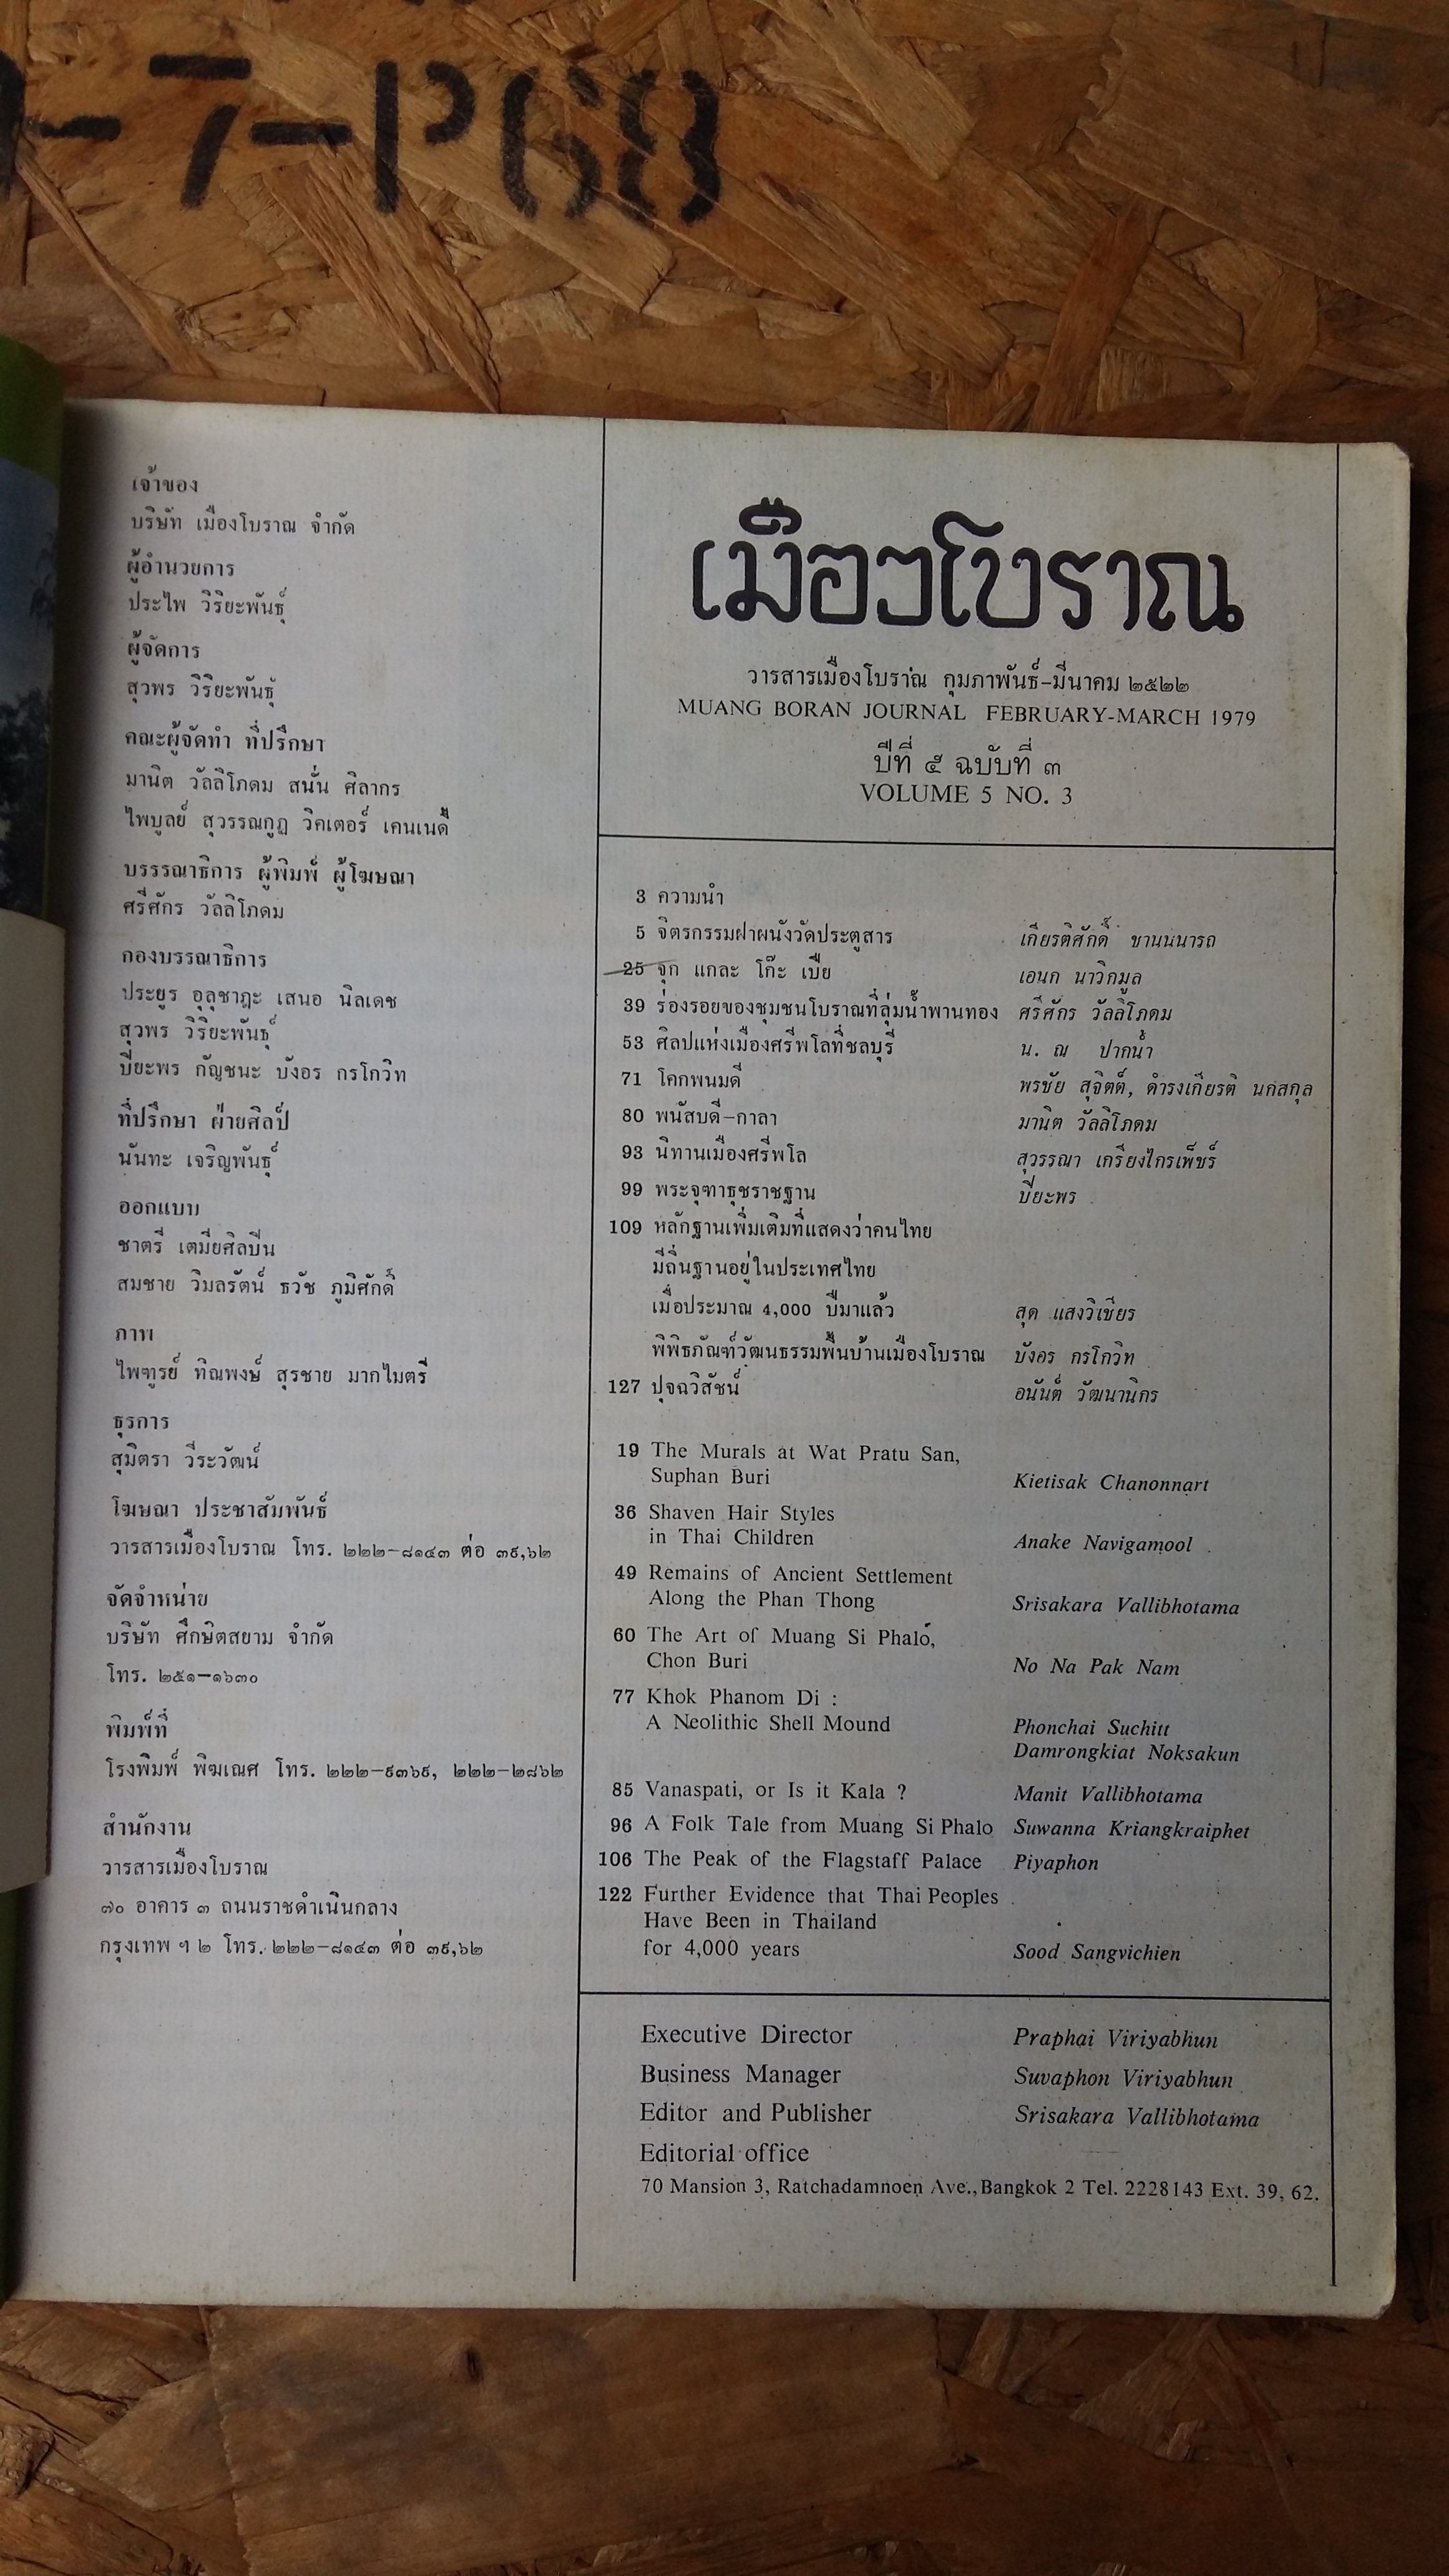 -7-P68
เจ้าของ
บริษัท เมืองโบราณ จำกัด
ผู้อำนวยการ
ประไพ วิริยะพันธุ์
ผู้จัดการ
สุวพร วิริยะพันธุ์
คณะผู้จัดทำ ที่ปรึกษา
มานิต วัลลิโภดม สนั่น ศิลากร
ไพบูลย์ สุวรรณกูฏ วิคเตอร์ เคนเนดี้
บรรรณาธิการ ผู้พิมพ์ ผู้โฆษณา
ศรีศักร วัลลิโภดม
กองบรรณาธิการ
ประยูร อุลุชาฎะ เสนอ นิลเดช
สุวพร วิริยะพันธุ์
ปิยะพร กัญชนะ บังอร กรโกวิท
ที่ปรึกษา ฝ่ายศิลป์
นันทะ เจริญพันธุ์
ออกแบบ
ชาตรี เตมียศิลปิน
สมชาย วิมลรัตน์ ธวัช ภูมิศักดิ์
ภาพ
ไพฑูรย์ ทิณพงษ์ สุรชาย มากไมตรี
ธุรการ
สุมิตรา วีระวัฒน์
โฆษณา ประชาสัมพันธ์
วารสารเมืองโบราณ โทร. ๒๒๒-๘๑๔๓ ต่อ ๓๙,๖๒
จัดจำหน่าย
บริษัท ศึกษิตสยาม จำกัด
โทร. ๒๕๑-๑๖๓๐
พิมพ์ที่
โรงพิมพ์ พิฆเณศ โทร. ๒๒๒-๙๓๖๙, ๒๒๒-๒๘๖๒
สำนักงาน
วารสารเมืองโบราณ
๗๐ อาคาร ๓ ถนนราชดำเนินกลาง
กรุงเทพ ฯ ๒ โทร. ๒๒๒-๘๑๔๓ ต่อ ๓๙,๖๒
เมืองโบราณ
วารสารเมืองโบราณ กุมภาพันธ์-มีนาคม ๒๕๒๒
MUANG BORAN JOURNAL FEBRUARY-MARCH 1979
ปีที่ ๕ ฉบับที่ ๓
VOLUME 5 NO. 3
3 ความนำ
5 จิตรกรรมฝาผนังวัดประตูสาร เกียรติศักดิ์ ชานนนารถ
25 จุก แกละ โก๊ะ เปีย เอนก นาวิกมูล
39 ร่องรอยของชุมชนโบราณที่ลุ่มน้ำพานทอง ศรีศักร วัลลิโภดม
53 ศิลปแห่งเมืองศรีพโลที่ชลบุรี น. ณ ปากน้ำ
71 โคกพนมดี พรชัย สุจิตต์, ดำรงเกียรติ นกสกุล
80 พนัสบดี-กาลา มานิต วัลลิโภดม
93 นิทานเมืองศรีพโล สุวรรณา เกรียงไกรเพ็ชร์
99 พระจุฑาธุชราชฐาน ปิยะพร
109 หลักฐานเพิ่มเติมที่แสดงว่าคนไทย
มีถิ่นฐานอยู่ในประเทศไทย
เมื่อประมาณ 4,000 ปีมาแล้ว สุด แสงวิเชียร
พิพิธภัณฑ์วัฒนธรรมพื้นบ้านเมืองโบราณ บังอร กรโกวิท
127 ปุจฉวิสัชน์ อนันต์ วัฒนานิกร
19 The Murals at Wat Pratu San,
Suphan Buri Kietisak Chanonnart
36 Shaven Hair Styles
in Thai Children Anake Navigamool
49 Remains of Ancient Settlement
Along the Phan Thong Srisakara Vallibhotama
60 The Art of Muang Si Phalo,
Chon Buri No Na Pak Nam
77 Khok Phanom Di :
A Neolithic Shell Mound Phonchai Suchitt
Damrongkiat Noksakun
85 Vanaspati, or Is it Kala ? Manit Vallibhotama
96 A Folk Tale from Muang Si Phalo Suwanna Kriangkraiphet
106 The Peak of the Flagstaff Palace Piyaphon
122 Further Evidence that Thai Peoples
Have Been in Thailand
for 4,000 years Sood Sangvichien
Executive Director Praphai Viriyabhun
Business Manager Suvaphon Viriyabhun
Editor and Publisher Srisakara Vallibhotama
Editorial office
70 Mansion 3, Ratchadamnoen Ave., Bangkok 2 Tel. 2228143 Ext. 39, 62.